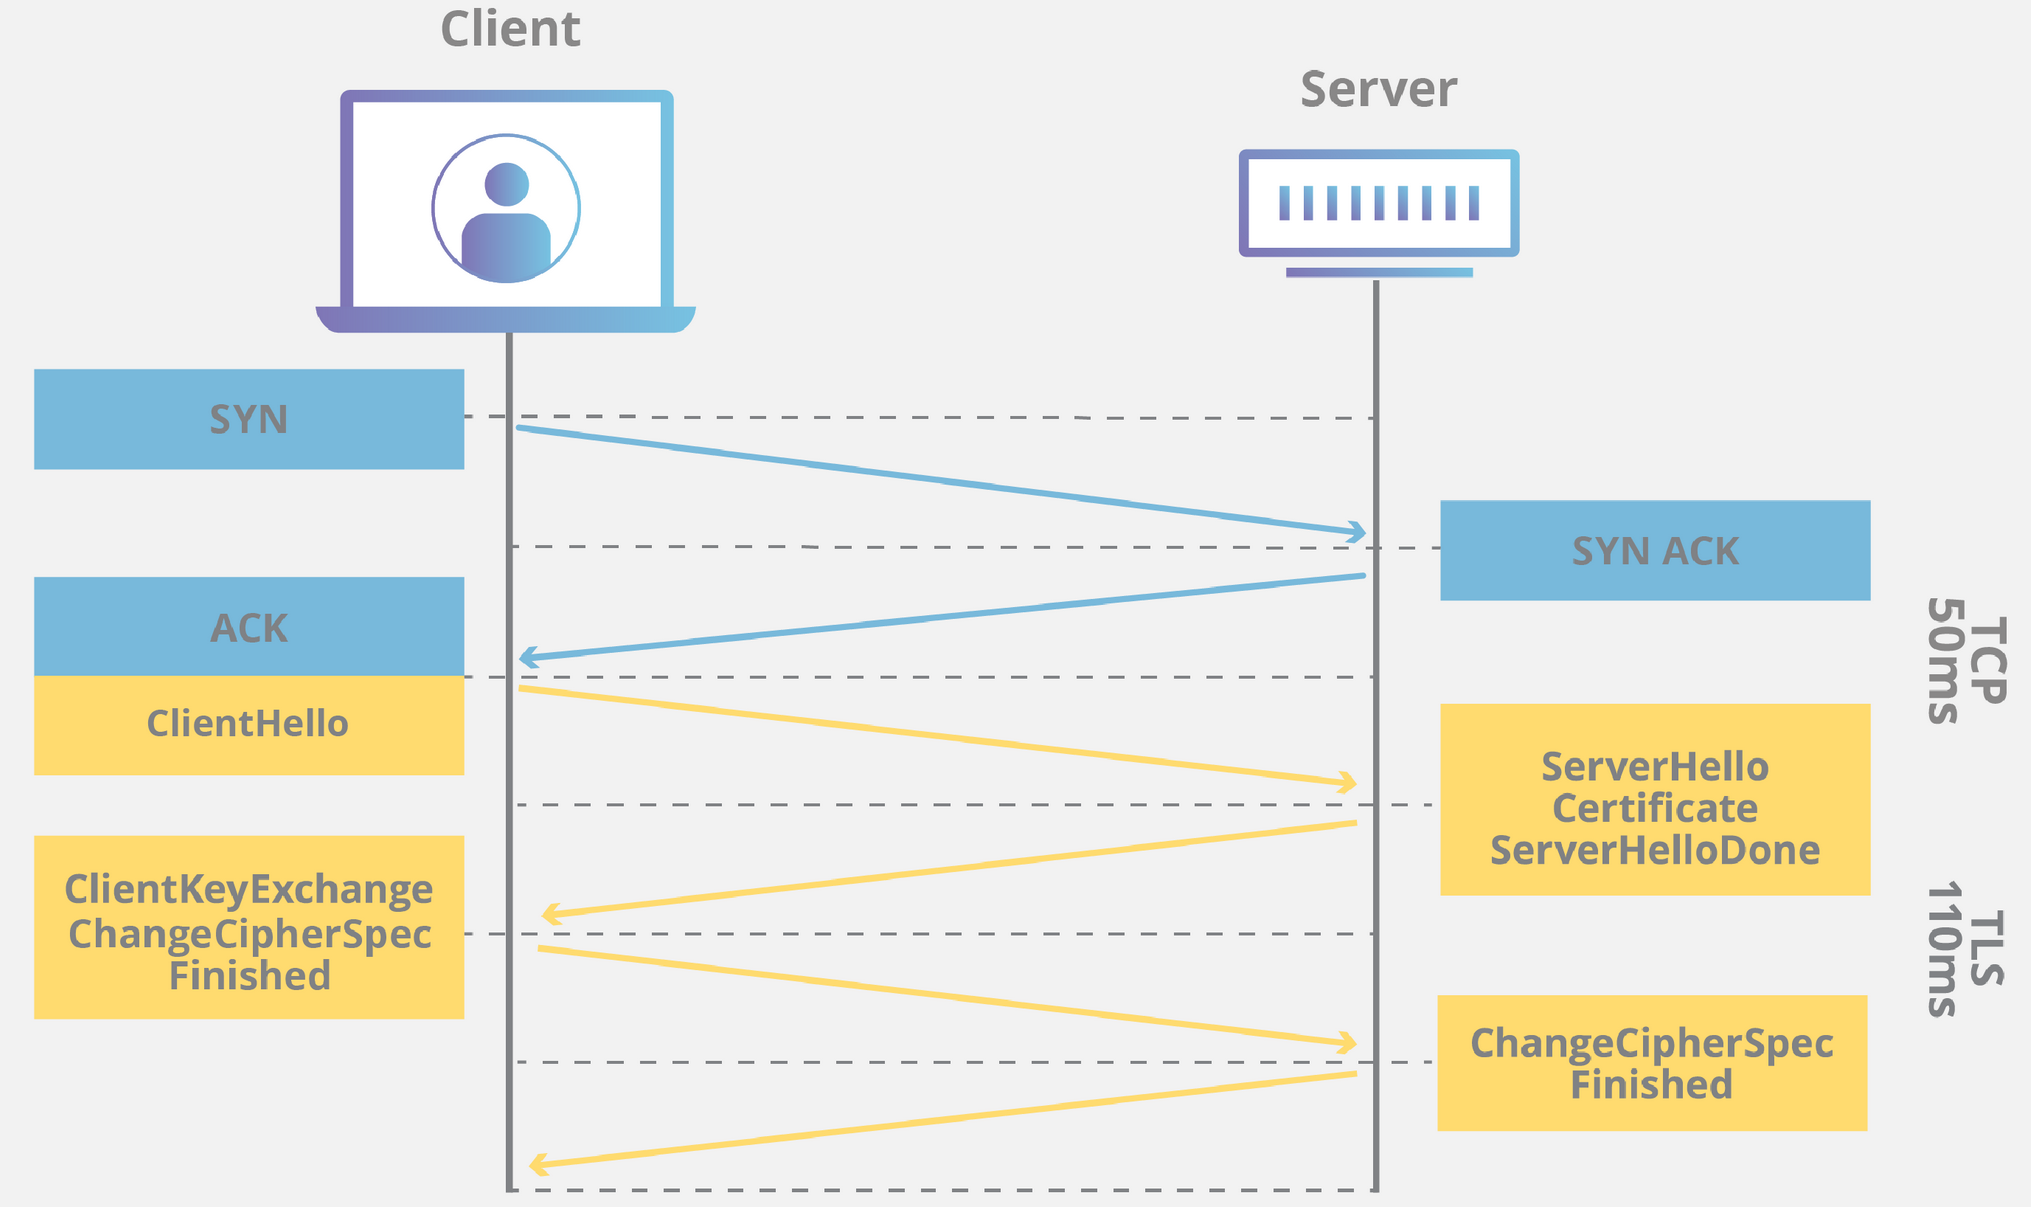 Client
Server
SYN
SYN ACK
ACK
ClientHello
TCP
50ms
ServerHello
Certificate
ServerHelloDone
ClientKeyExchange
ChangeCipherSpec
Finished
TLS
110ms
ChangeCipherSpec
Finished